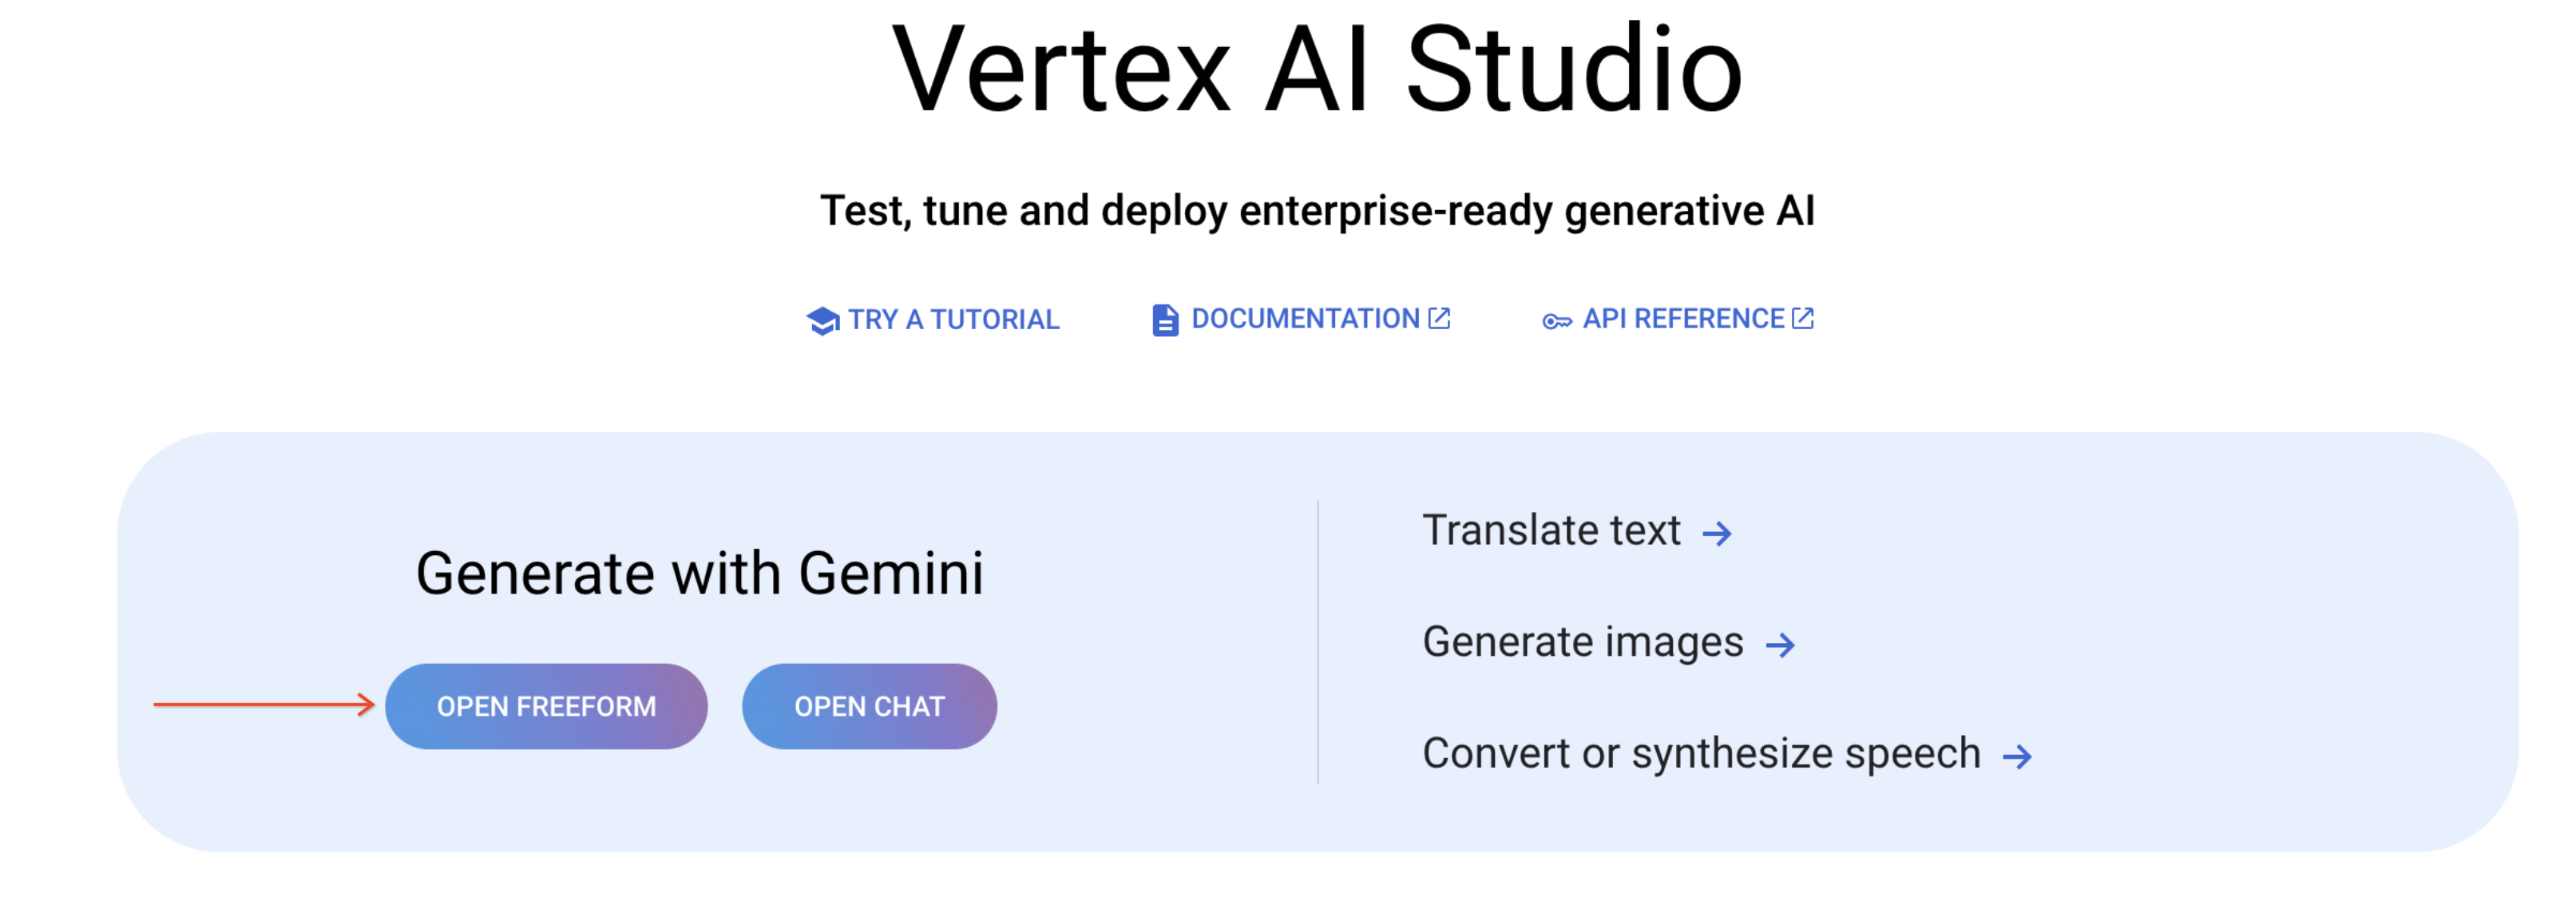 Vertex AI Studio
Test, tune and deploy enterprise-ready generative AI
TRY A TUTORIAL DOCUMENTATION API REFERENCE
Generate with Gemini
OPEN FREEFORM OPEN CHAT
Translate text
Generate images
Convert or synthesize speech